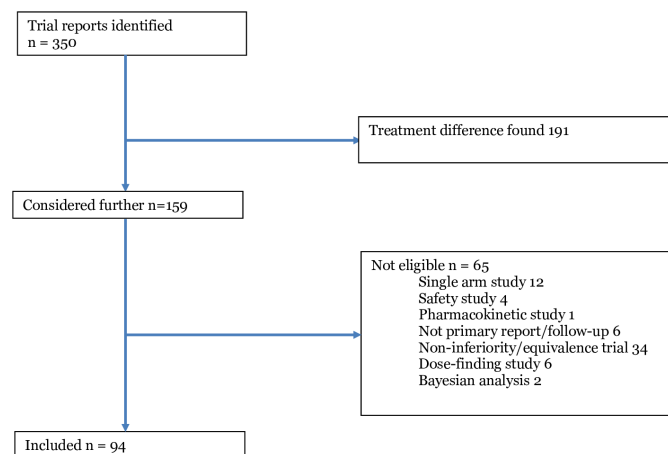 Trial reports identified
n = 350
Treatment difference found 191
Considered further n=159
Not eligible n = 65
Single arm study 12
Safety study 4
Pharmacokinetic study 1
Not primary report/follow-up 6
Non-inferiority/equivalence trial 34
Dose-finding study 6
Bayesian analysis 2
Included n = 94